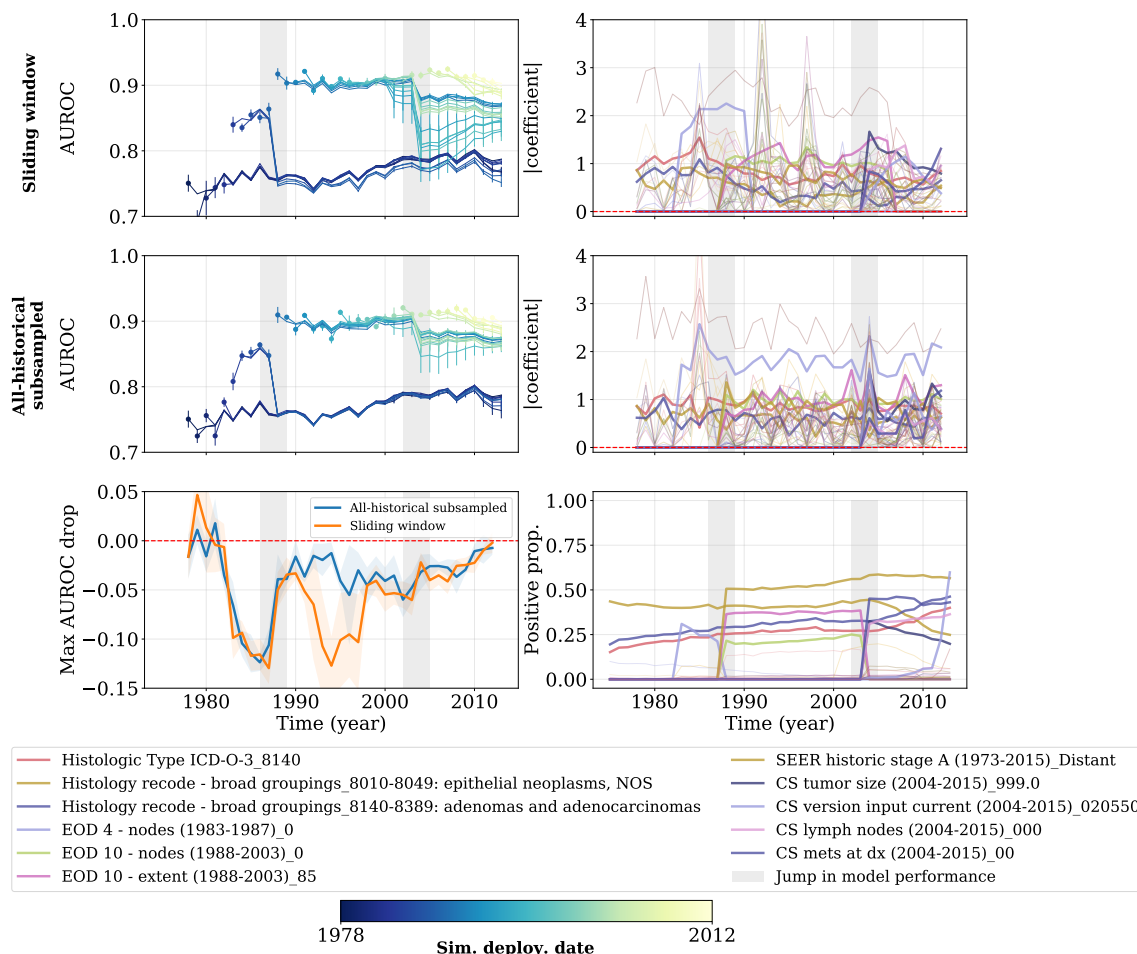 Sliding window
AUROC
1.0
0.9
0.8
0.7
|coefficient|
4
3
2
1
0
All-historical
subsampled
AUROC
1.0
0.9
0.8
0.7
|coefficient|
4
3
2
1
0
Max AUROC drop
0.05
0.00
−0.05
−0.10
−0.15
All-historical subsampled
Sliding window
1980
1990
2000
2010
Time (year)
Positive prop.
1.00
0.75
0.50
0.25
0.00
1980
1990
2000
2010
Time (year)
Histologic Type ICD-O-3_8140
Histology recode - broad groupings_8010-8049: epithelial neoplasms, NOS
Histology recode - broad groupings_8140-8389: adenomas and adenocarcinomas
EOD 4 - nodes (1983-1987)_0
EOD 10 - nodes (1988-2003)_0
EOD 10 - extent (1988-2003)_85
SEER historic stage A (1973-2015)_Distant
CS tumor size (2004-2015)_999.0
CS version input current (2004-2015)_020550
CS lymph nodes (2004-2015)_000
CS mets at dx (2004-2015)_00
Jump in model performance
1978
2012
Sim. deploy. date